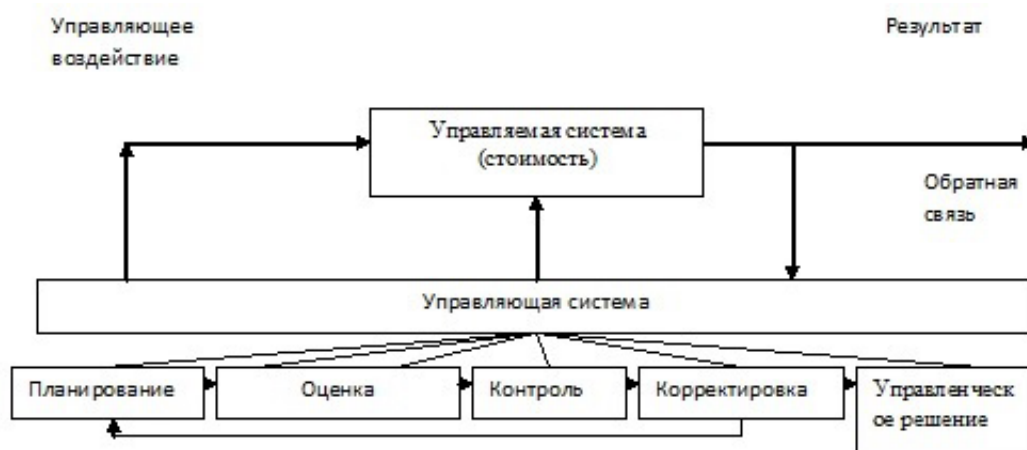 Управляющее
воздействие
Результат
Управляемая система
(стоимость)
Обратная
связь
Управляющая система
Планирование
Оценка
Контроль
Корректировка
Управленческ
ое решение